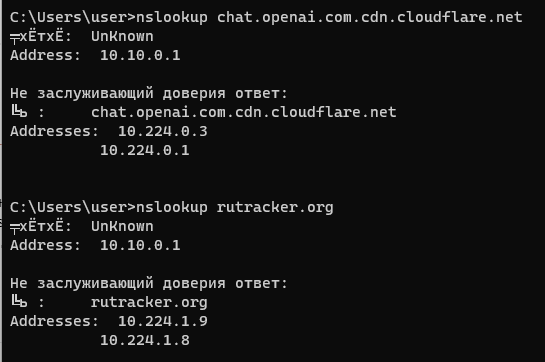 C:\Users\user>nslookup chat.openai.com.cdn.cloudflare.net
╤хЁтхЁ:  UnKnown
Address:  10.10.0.1
Не заслуживающий доверия ответ:
╚ь :     chat.openai.com.cdn.cloudflare.net
Addresses:  10.224.0.3
10.224.0.1
C:\Users\user>nslookup rutracker.org
╤хЁтхЁ:  UnKnown
Address:  10.10.0.1
Не заслуживающий доверия ответ:
╚ь :     rutracker.org
Addresses:  10.224.1.9
10.224.1.8